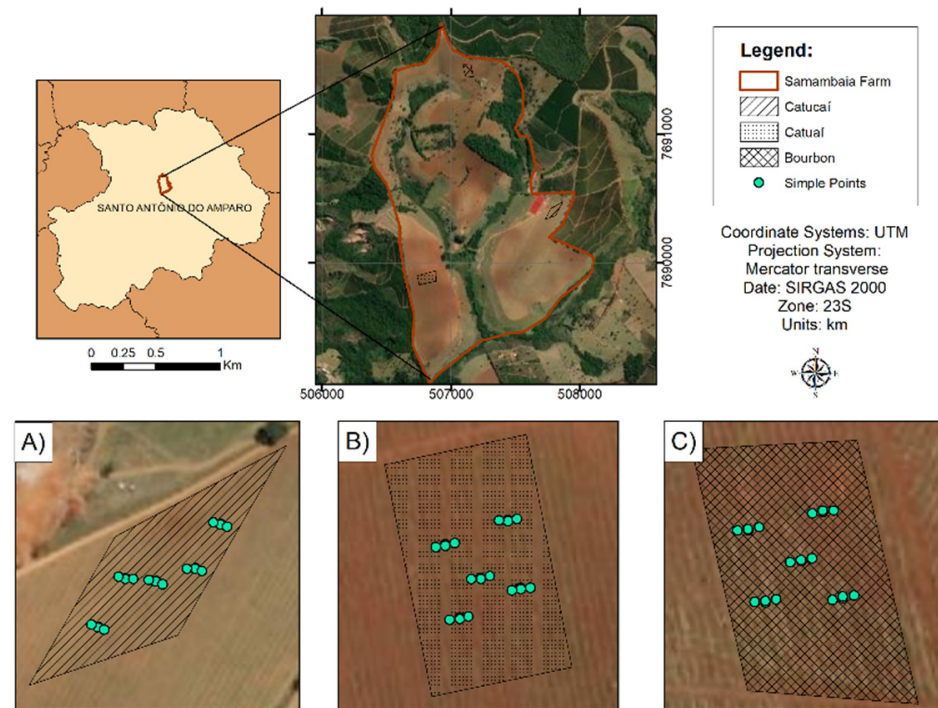 SANTO ANTÔNIO DO AMPARO
0 0.25 0.5 1
Km
7691000
7690000
506000 507000 508000
Legend:
Samambaia Farm
Catucaí
Catuaí
Bourbon
Simple Points
Coordinate Systems: UTM
Projection System:
Mercator transverse
Date: SIRGAS 2000
Zone: 23S
Units: km
N
W E
S
A)
B)
C)